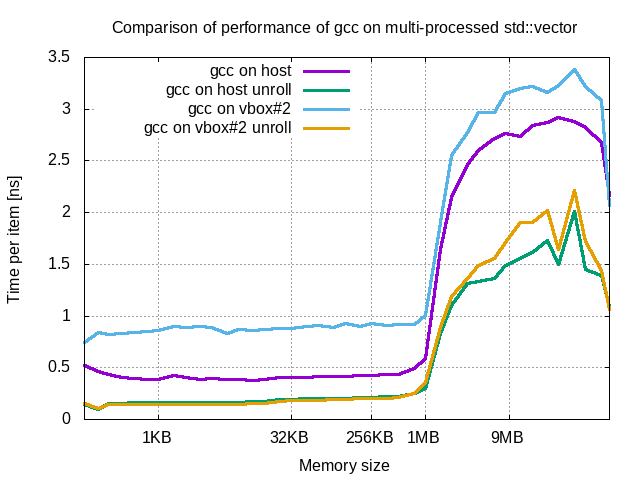 Comparison of performance of gcc on multi-processed std::vector
3.5
3
2.5
2
1.5
1
0.5
0
Time per item [ns]
gcc on host
gcc on host unroll
gcc on vbox#2
gcc on vbox#2 unroll
1KB 32KB 256KB 1MB 9MB
Memory size